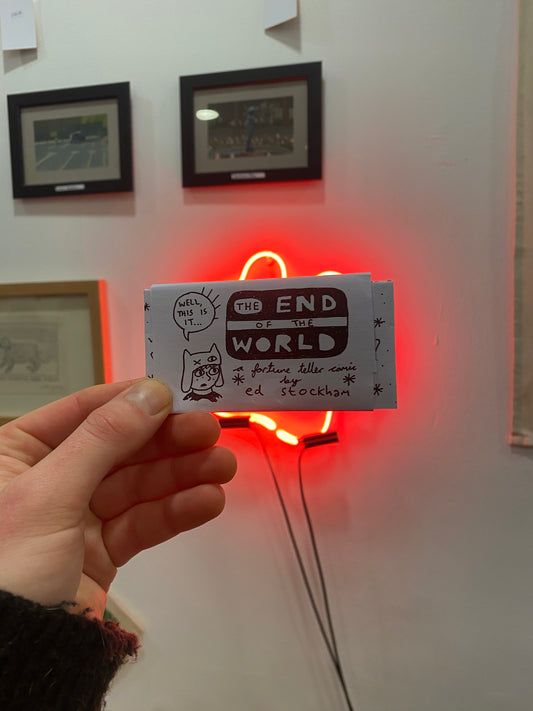 WELL,
THIS IS
IT...
THE END
OF THE
WORLD
a fortune teller comic
by
ed stockham